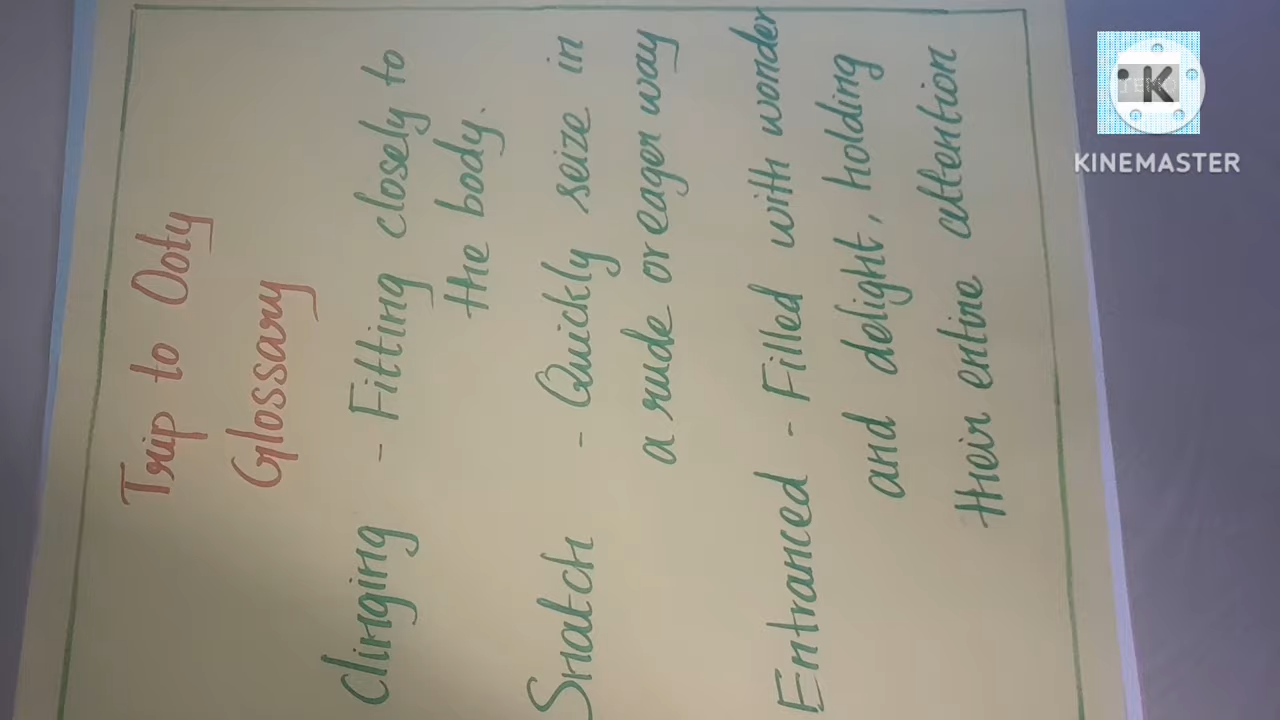 Trip to Ooty
Glossary
Clinging - Fitting closely to
the body.
Snatch - Quickly seize in
a rude or eager way
Entranced - Filled with wonder
and delight, holding
their entire attention
KINEMASTER